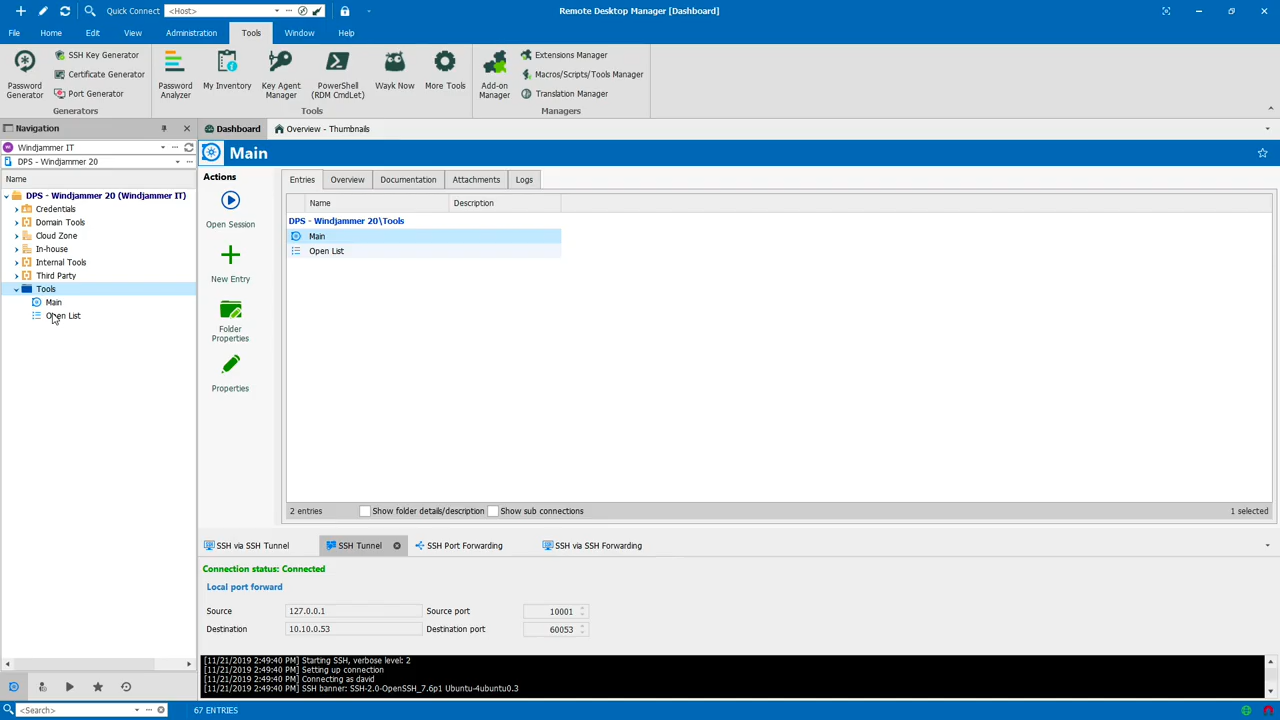 Quick Connect <Host>
Remote Desktop Manager [Dashboard]
File Home Edit View Administration Tools Window Help
Password Generator
SSH Key Generator
Certificate Generator
Port Generator
Generators
Password Analyzer
My Inventory
Key Agent Manager
PowerShell (RDM CmdLet)
Wayk Now
More Tools
Tools
Add-on Manager
Extensions Manager
Macros/Scripts/Tools Manager
Translation Manager
Managers
Navigation
Windjammer IT
DPS - Windjammer 20
Name
DPS - Windjammer 20 (Windjammer IT)
Credentials
Domain Tools
Cloud Zone
In-house
Internal Tools
Third Party
Tools
Main
Open List
Dashboard
Overview - Thumbnails
Main
Actions
Open Session
New Entry
Folder Properties
Properties
Entries Overview Documentation Attachments Logs
Name Description
DPS - Windjammer 20\Tools
Main
Open List
2 entries Show folder details/description Show sub connections 1 selected
SSH via SSH Tunnel SSH Tunnel SSH Port Forwarding SSH via SSH Forwarding
Connection status: Connected
Local port forward
Source 127.0.0.1 Source port 10001
Destination 10.10.0.53 Destination port 60053
[11/21/2019 2:49:40 PM] Starting SSH, verbose level: 2
[11/21/2019 2:49:40 PM] Setting up connection
[11/21/2019 2:49:40 PM] Connecting as david
[11/21/2019 2:49:40 PM] SSH banner: SSH-2.0-OpenSSH_7.6p1 Ubuntu-4ubuntu0.3
<Search>
67 ENTRIES